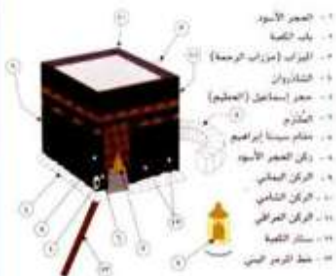 ١- الحجر الأسود
٢- باب الكعبة
٣- الميزاب (مزراب الرحمة)
٤- الشاذروان
٥- حجر إسماعيل (الحطيم)
٦- الملتزم
٧- مقام سيدنا إبراهيم
٨- ركن الحجر الأسود
٩- الركن اليماني
١٠- الركن الشامي
١١- الركن العراقي
١٢- ستار الكعبة
١٣- خط المرمر البني